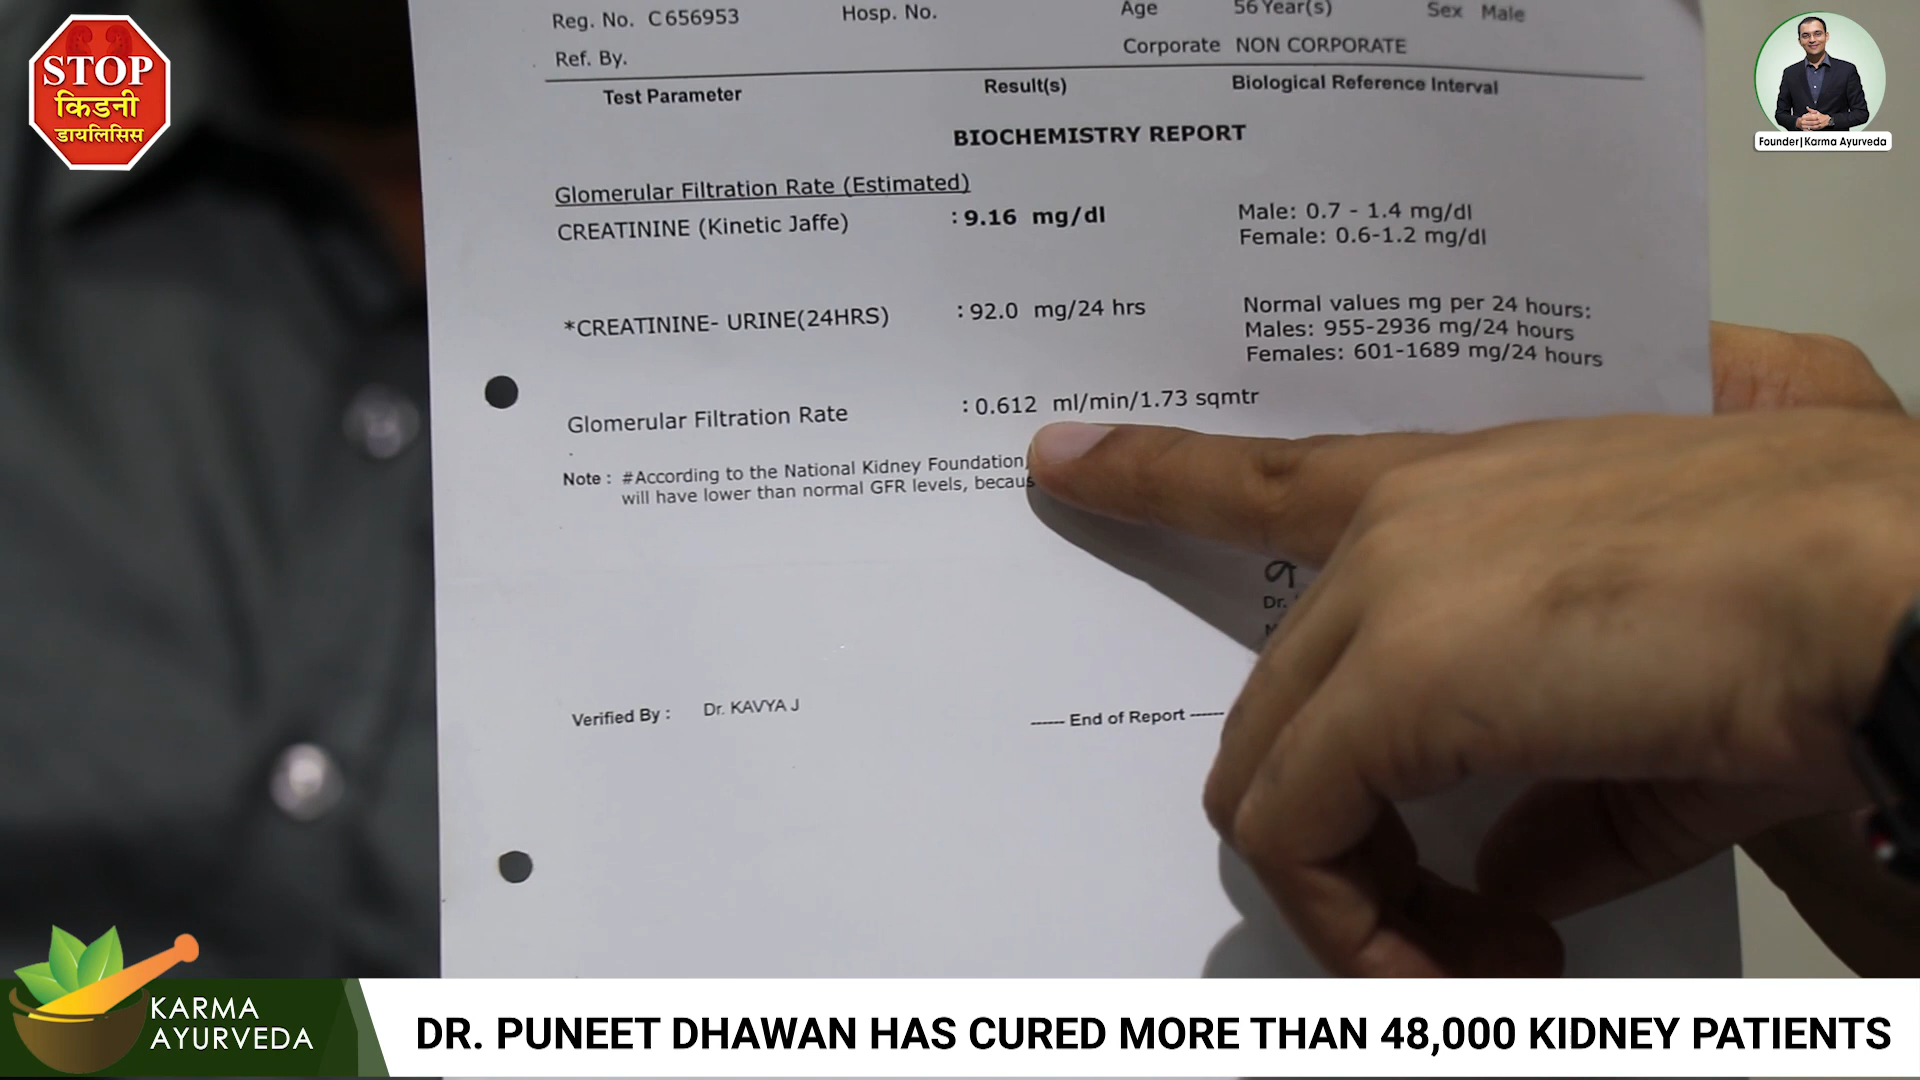 STOP
किडनी
डायलिसिस
Reg. No. C656953 Hosp. No. Age 56 Year(s) Sex Male
Ref. By. Corporate NON CORPORATE
Test Parameter Result(s) Biological Reference Interval
Founder|Karma Ayurveda
BIOCHEMISTRY REPORT
Glomerular Filtration Rate (Estimated)
CREATININE (Kinetic Jaffe) : 9.16 mg/dl Male: 0.7 - 1.4 mg/dl
Female: 0.6-1.2 mg/dl
*CREATININE- URINE(24HRS) : 92.0 mg/24 hrs Normal values mg per 24 hours:
Males: 955-2936 mg/24 hours
Females: 601-1689 mg/24 hours
Glomerular Filtration Rate : 0.612 ml/min/1.73 sqmtr
Note : #According to the National Kidney Foundation,
will have lower than normal GFR levels,
Dr.
Verified By : Dr. KAVYA J
------ End of Report ------
KARMA
AYURVEDA
DR. PUNEET DHAWAN HAS CURED MORE THAN 48,000 KIDNEY PATIENTS